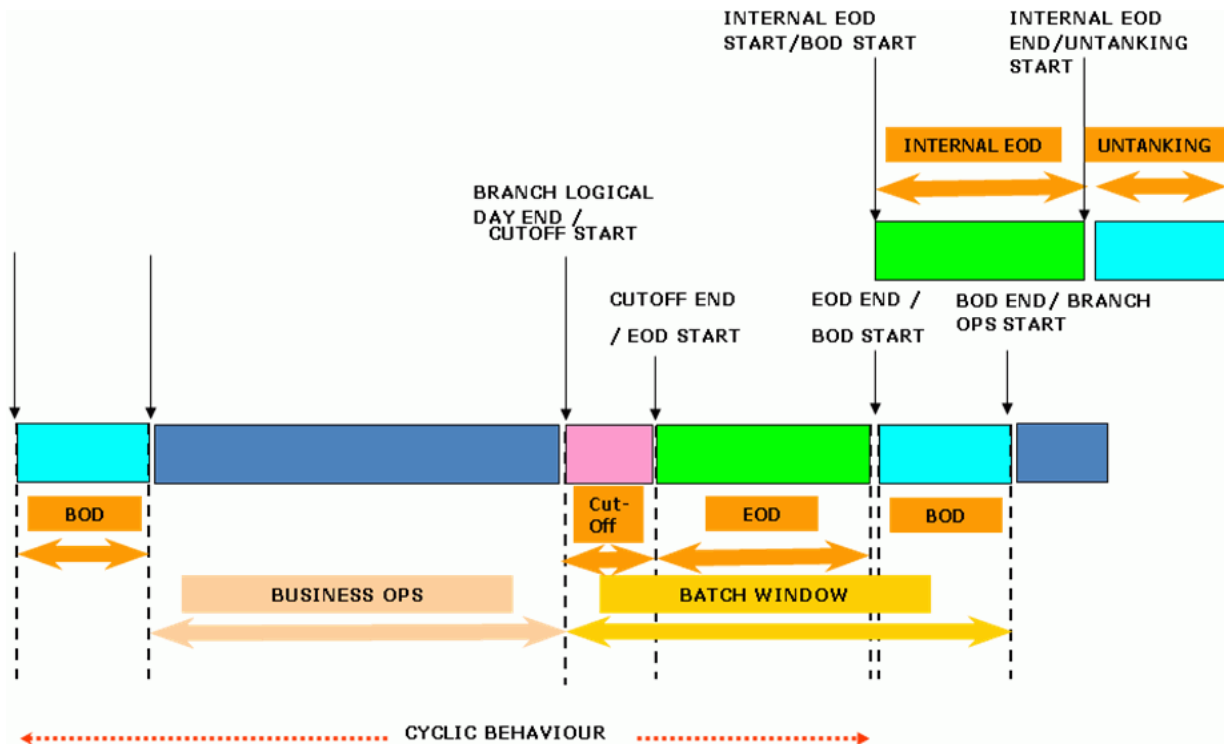 INTERNAL EOD
START/BOD START
INTERNAL EOD
END/UNTANKING
START
INTERNAL EOD
UNTANKING
BRANCH LOGICAL
DAY END /
CUTOFF START
CUTOFF END
/ EOD START
EOD END /
BOD START
BOD END/ BRANCH
OPS START
BOD
Cut-
Off
EOD
BOD
BUSINESS OPS
BATCH WINDOW
CYCLIC BEHAVIOUR